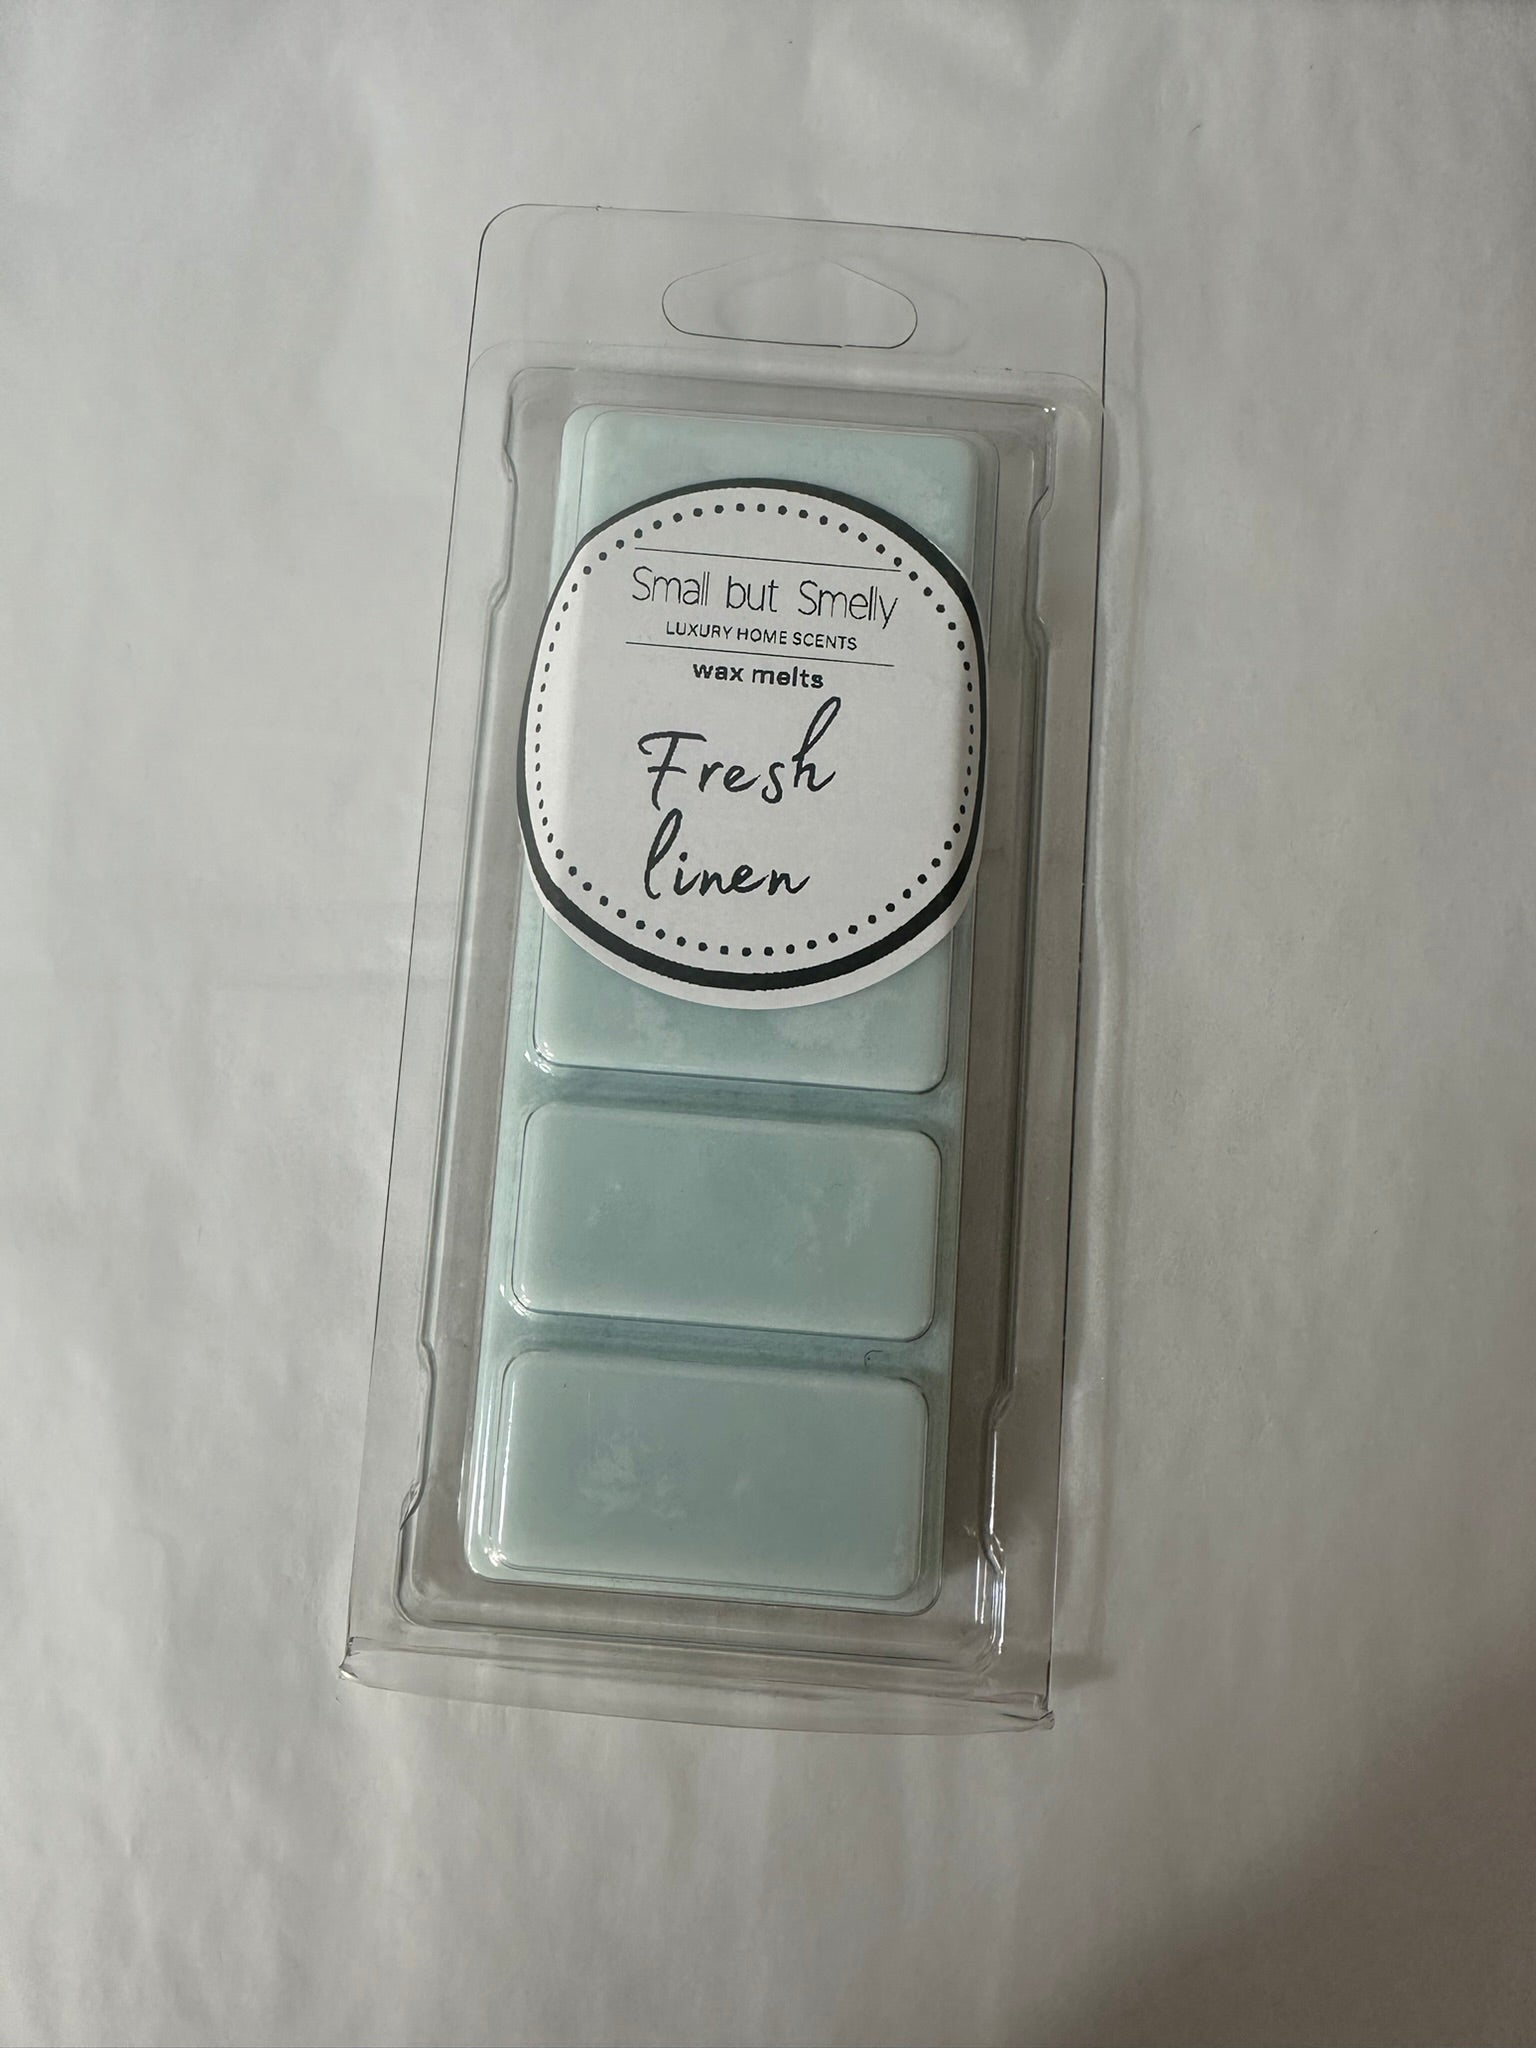 Small but Smelly
LUXURY HOME SCENTS
wax melts
Fresh
linen